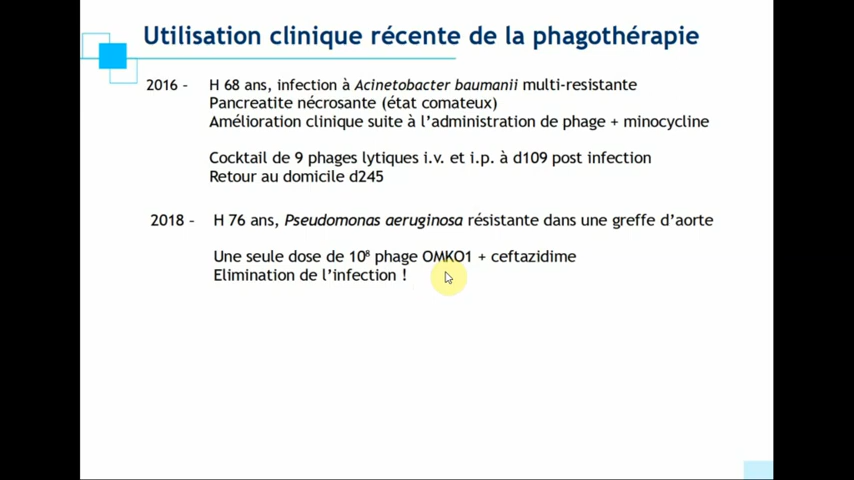 Utilisation clinique récente de la phagothérapie
2016 - H 68 ans, infection à Acinetobacter baumanii multi-resistante
Pancreatite nécrosante (état comateux)
Amélioration clinique suite à l'administration de phage + minocycline
Cocktail de 9 phages lytiques i.v. et i.p. à d109 post infection
Retour au domicile d245
2018 - H 76 ans, Pseudomonas aeruginosa résistante dans une greffe d'aorte
Une seule dose de 10⁸ phage OMKO1 + ceftazidime
Elimination de l'infection !